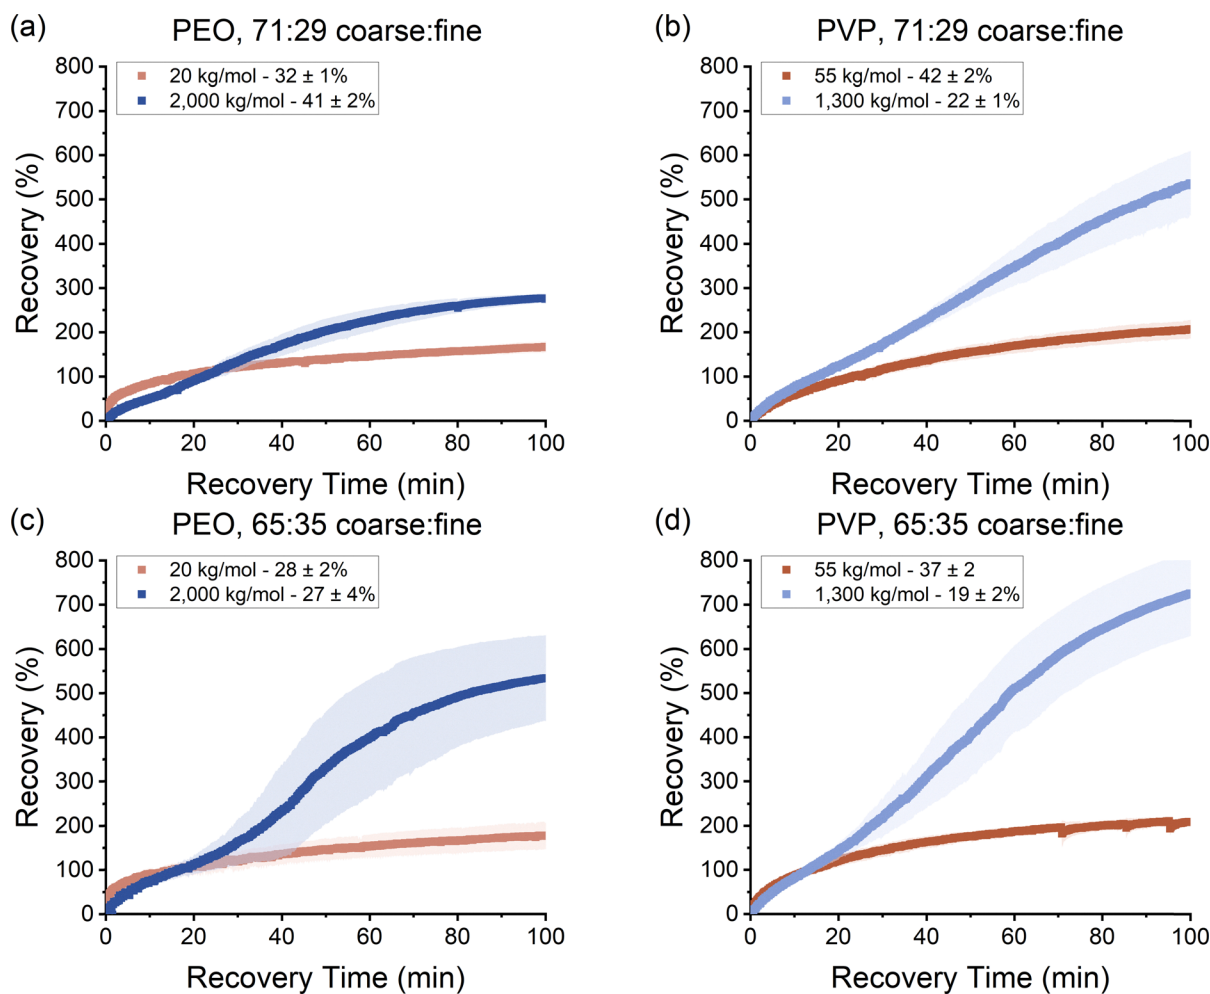 (a)
PEO, 71:29 coarse:fine
20 kg/mol - 32 ± 1%
2,000 kg/mol - 41 ± 2%
Recovery (%)
800
700
600
500
400
300
200
100
0
0 20 40 60 80 100
Recovery Time (min)
(b)
PVP, 71:29 coarse:fine
55 kg/mol - 42 ± 2%
1,300 kg/mol - 22 ± 1%
Recovery (%)
800
700
600
500
400
300
200
100
0
0 20 40 60 80 100
Recovery Time (min)
(c)
PEO, 65:35 coarse:fine
20 kg/mol - 28 ± 2%
2,000 kg/mol - 27 ± 4%
Recovery (%)
800
700
600
500
400
300
200
100
0
0 20 40 60 80 100
Recovery Time (min)
(d)
PVP, 65:35 coarse:fine
55 kg/mol - 37 ± 2
1,300 kg/mol - 19 ± 2%
Recovery (%)
800
700
600
500
400
300
200
100
0
0 20 40 60 80 100
Recovery Time (min)